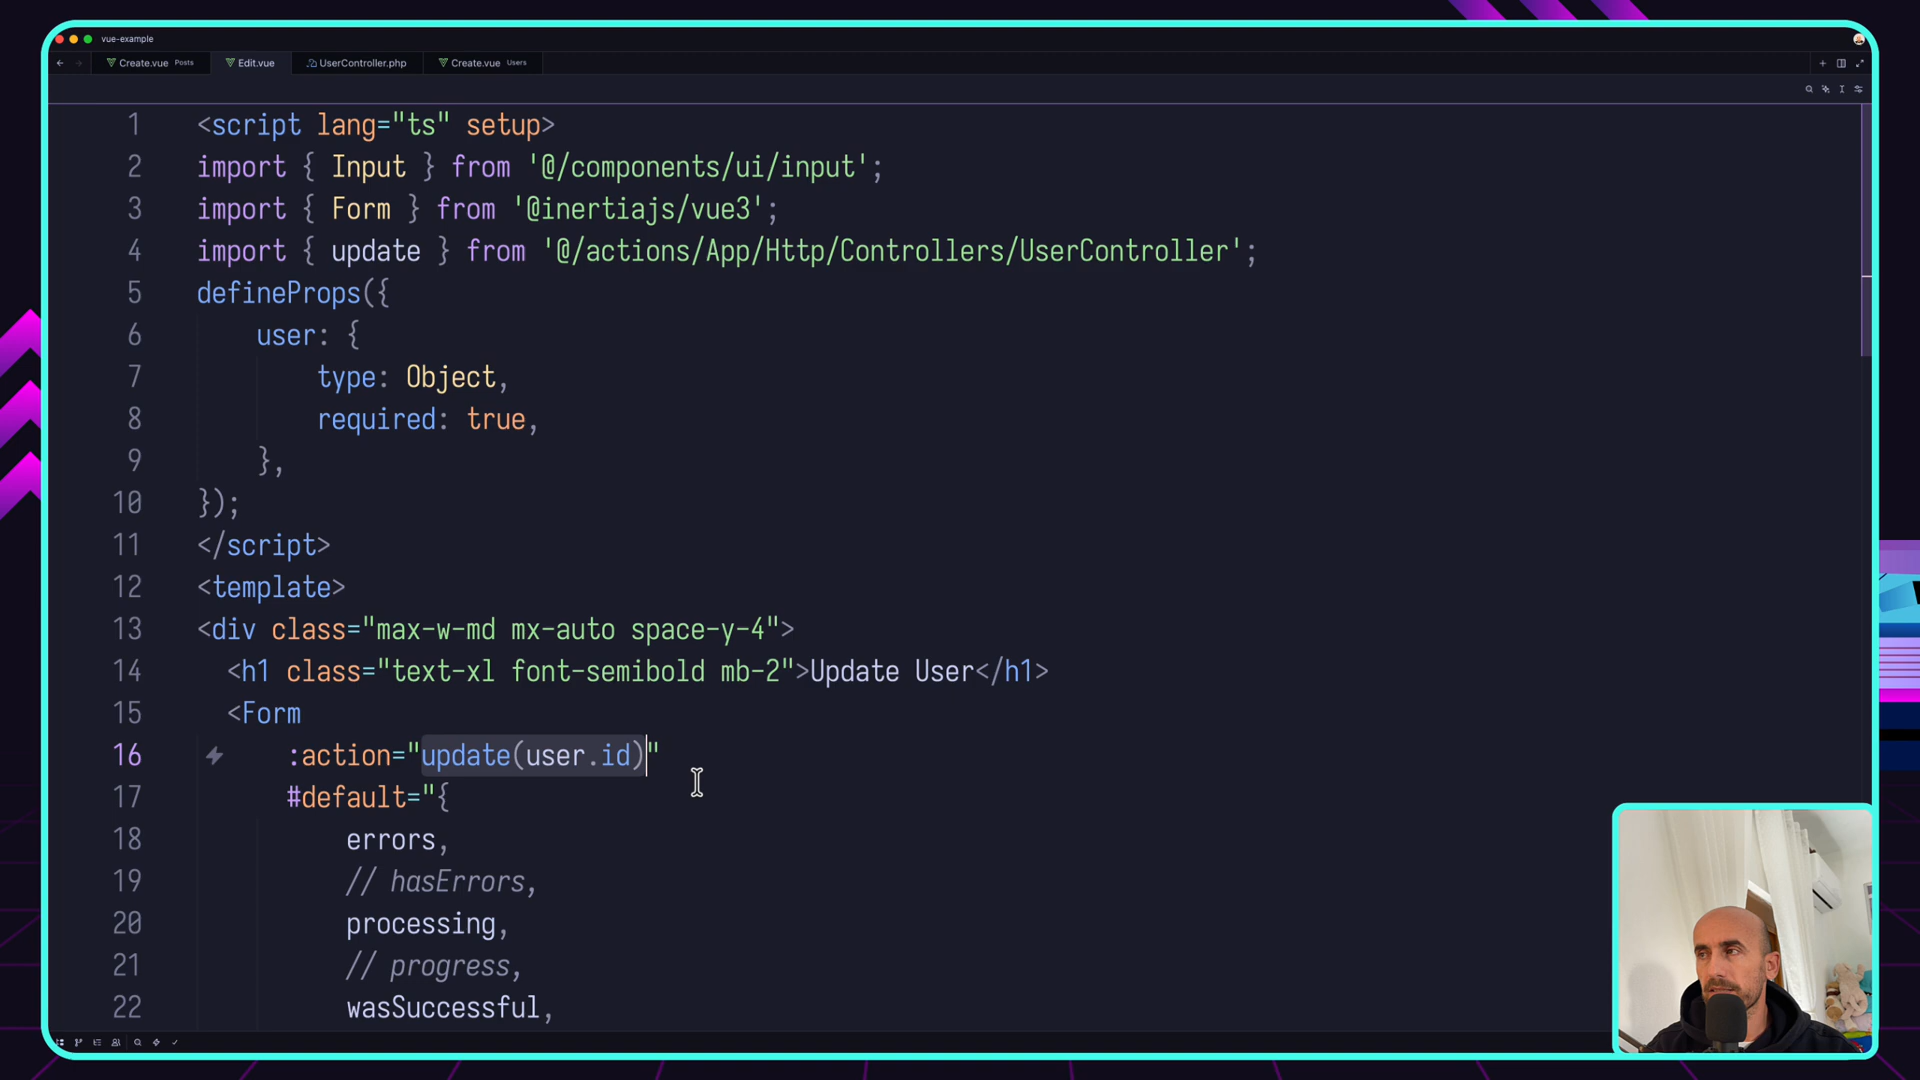 vue-example
Create.vue Posts
Edit.vue
UserController.php
Create.vue Users
1 <script lang="ts" setup>
2 import { Input } from '@/components/ui/input';
3 import { Form } from '@inertiajs/vue3';
4 import { update } from '@/actions/App/Http/Controllers/UserController';
5 defineProps({
6 user: {
7 type: Object,
8 required: true,
9 },
10 });
11 </script>
12 <template>
13 <div class="max-w-md mx-auto space-y-4">
14 <h1 class="text-xl font-semibold mb-2">Update User</h1>
15 <Form
16 :action="update(user.id)"
17 #default="{
18 errors,
19 // hasErrors,
20 processing,
21 // progress,
22 wasSuccessful,